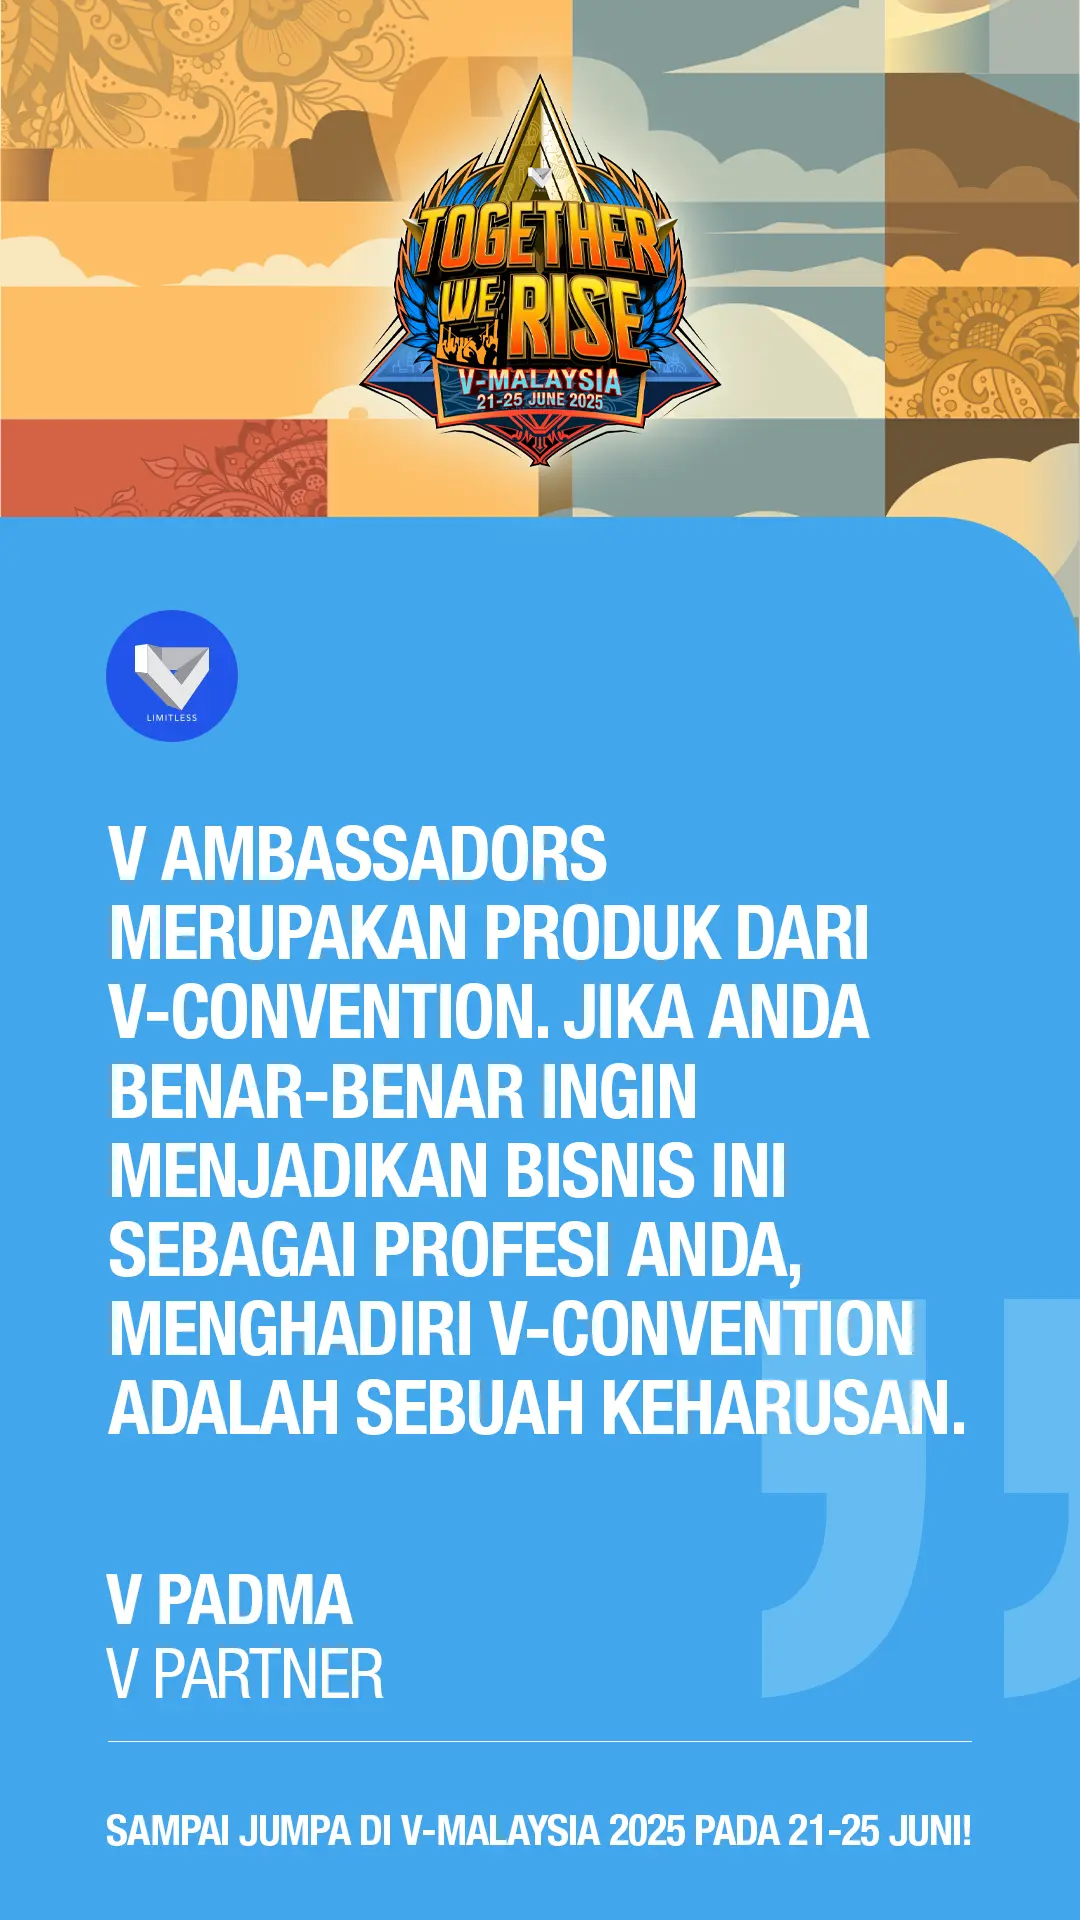 TOGETHER
WE RISE
V-MALAYSIA
21-25 JUNE 2025
LIMITLESS
V AMBASSADORS
MERUPAKAN PRODUK DARI
V-CONVENTION. JIKA ANDA
BENAR-BENAR INGIN
MENJADIKAN BISNIS INI
SEBAGAI PROFESI ANDA,
MENGHADIRI V-CONVENTION
ADALAH SEBUAH KEHARUSAN.
V PADMA
V PARTNER
SAMPAI JUMPA DI V-MALAYSIA 2025 PADA 21-25 JUNI!